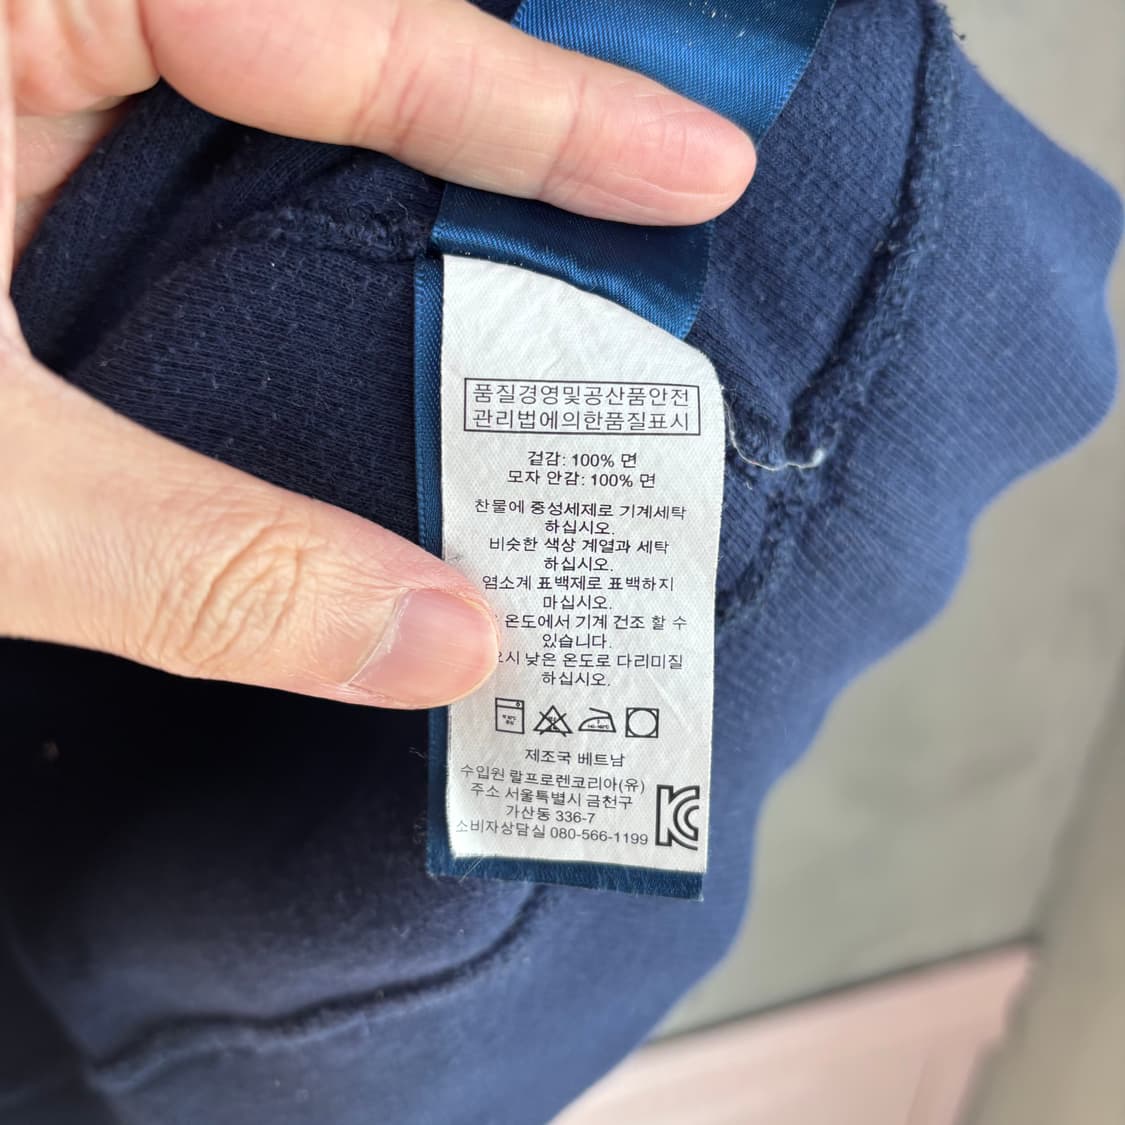 품질경영및공산품안전
관리법에의한품질표시
겉감: 100% 면
모자 안감: 100% 면
찬물에 중성세제로 기계세탁
하십시오.
비슷한 색상 계열과 세탁
하십시오.
염소계 표백제로 표백하지
마십시오.
온도에서 기계 건조 할 수
있습니다.
낮은 온도로 다리미질
하십시오.
제조국 베트남
수입원 랄프로렌코리아(유)
주소 서울특별시 금천구
가산동 336-7
소비자상담실 080-566-1199
KC